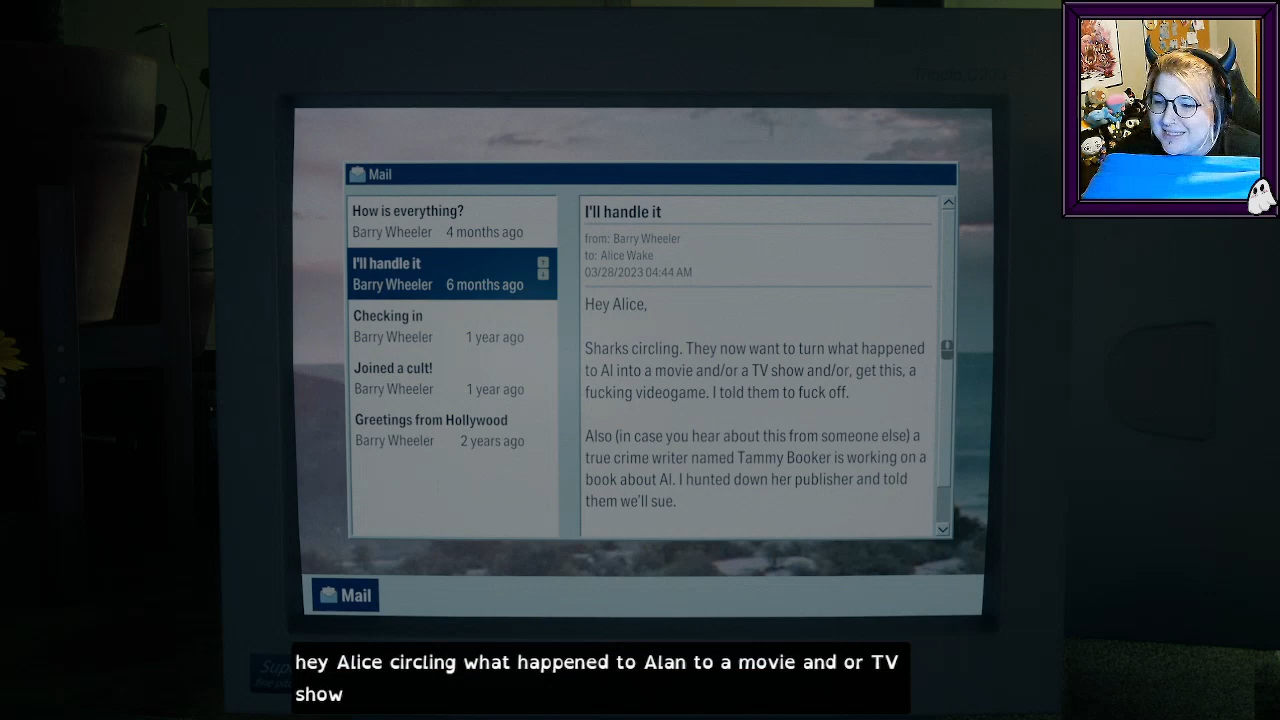 Mail
How is everything?
Barry Wheeler 4 months ago
I'll handle it
Barry Wheeler 6 months ago
Checking in
Barry Wheeler 1 year ago
Joined a cult!
Barry Wheeler 1 year ago
Greetings from Hollywood
Barry Wheeler 2 years ago
I'll handle it
from: Barry Wheeler
to: Alice Wake
03/28/2023 04:44 AM
Hey Alice,
Sharks circling. They now want to turn what happened
to Al into a movie and/or a TV show and/or, get this, a
fucking videogame. I told them to fuck off.
Also (in case you hear about this from someone else) a
true crime writer named Tammy Booker is working on a
book about Al. I hunted down her publisher and told
them we'll sue.
Mail
hey Alice circling what happened to Alan to a movie and or TV
show